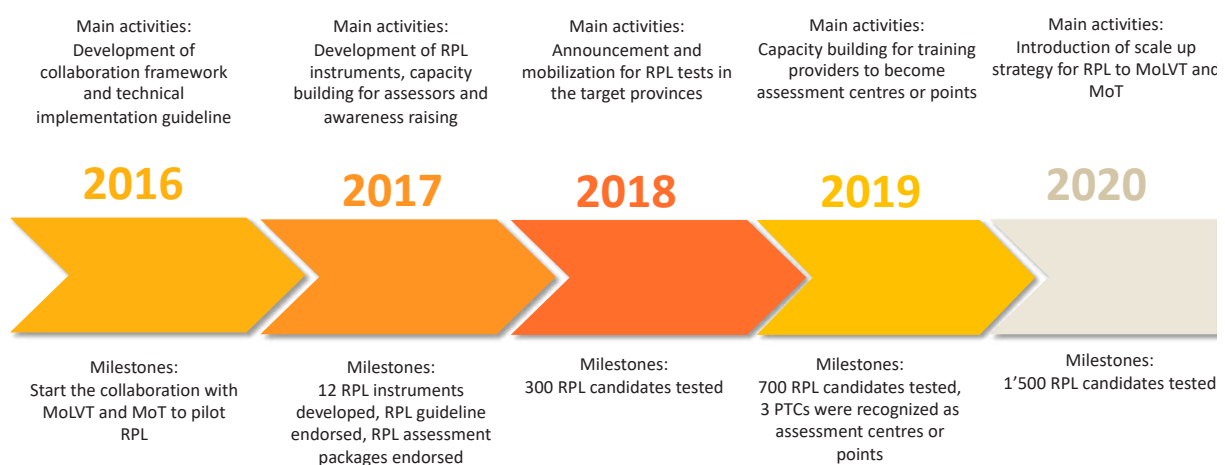 Main activities:
Development of
collaboration framework
and technical
implementation guideline
Main activities:
Development of RPL
instruments, capacity
building for assessors and
awareness raising
Main activities:
Announcement and
mobilization for RPL tests in
the target provinces
Main activities:
Capacity building for training
providers to become
assessment centres or points
Main activities:
Introduction of scale up
strategy for RPL to MoLVT and
MoT
2016
2017
2018
2019
2020
Milestones:
Start the collaboration with
MoLVT and MoT to pilot
RPL
Milestones:
12 RPL instruments
developed, RPL guideline
endorsed, RPL assessment
packages endorsed
Milestones:
300 RPL candidates tested
Milestones:
700 RPL candidates tested,
3 PTCs were recognized as
assessment centres or
points
Milestones:
1’500 RPL candidates tested